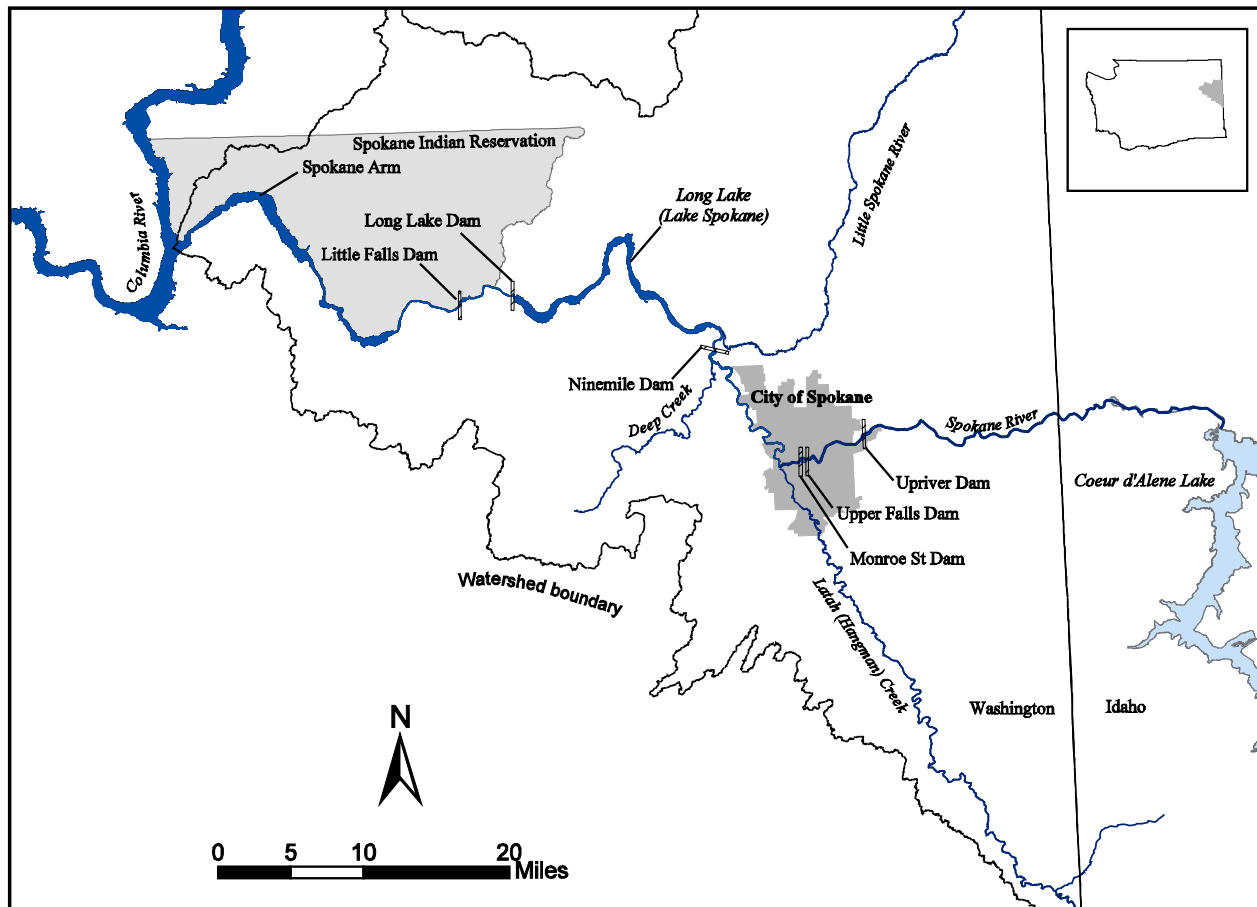 Spokane Indian Reservation
Spokane Arm
Columbia River
Long Lake Dam
Little Falls Dam
Long Lake
(Lake Spokane)
Little Spokane River
Ninemile Dam
Deep Creek
City of Spokane
Spokane River
Upriver Dam
Coeur d'Alene Lake
Upper Falls Dam
Monroe St Dam
Watershed boundary
Latah (Hangman) Creek
Washington
Idaho
N
0 5 10 20
Miles